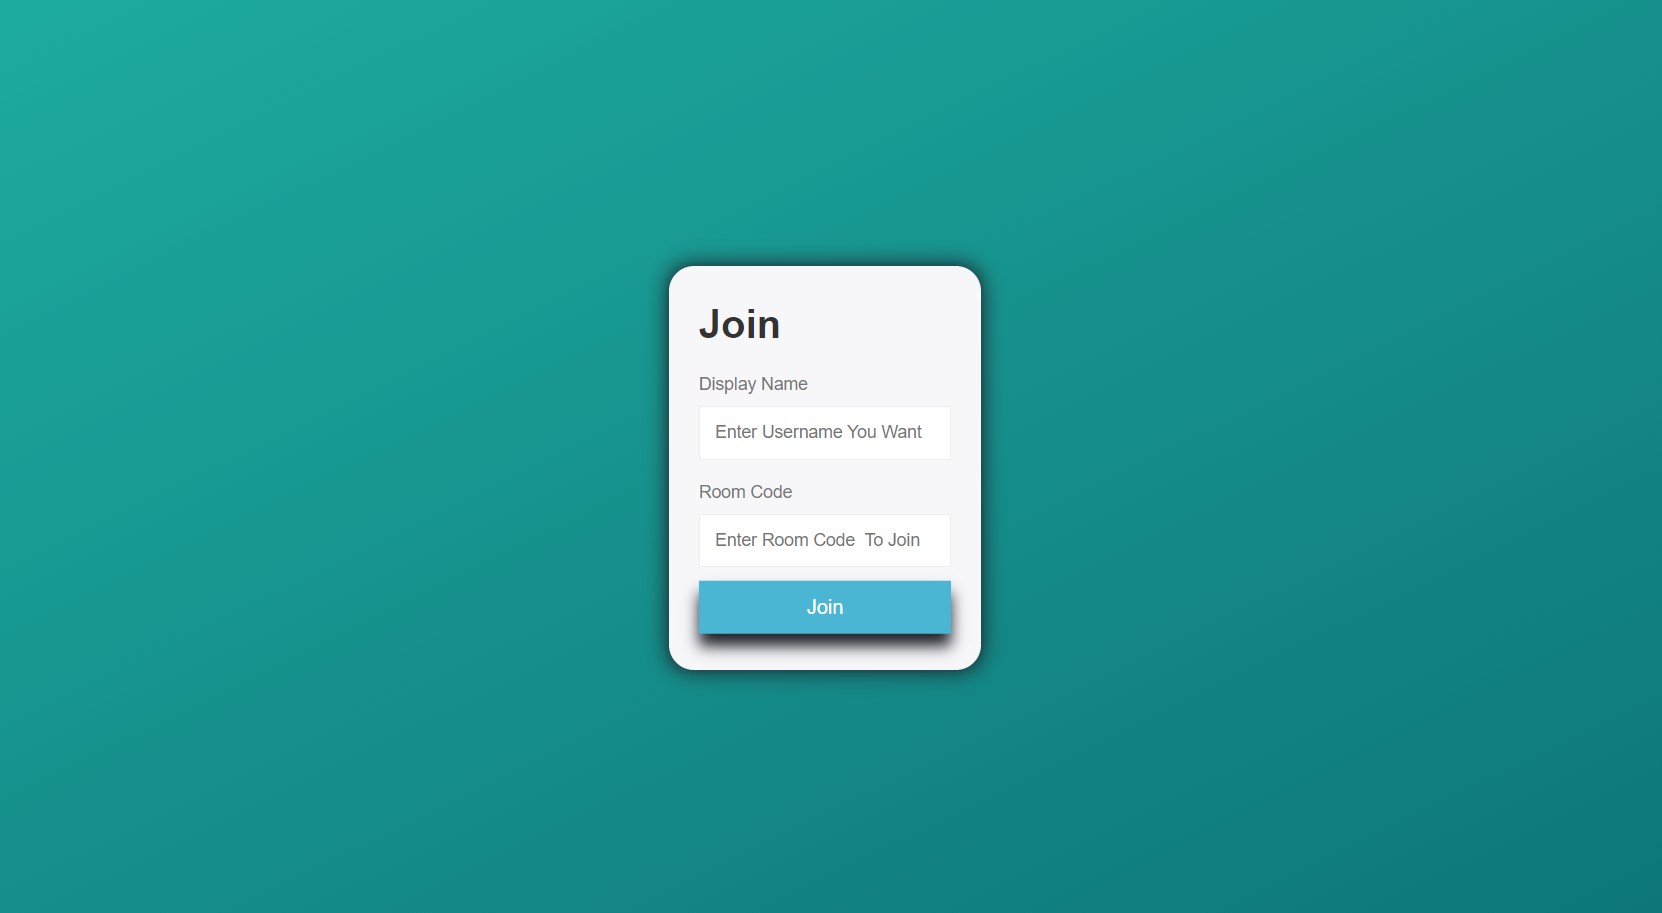 Join
Display Name
Enter Username You Want
Room Code
Enter Room Code  To Join
Join